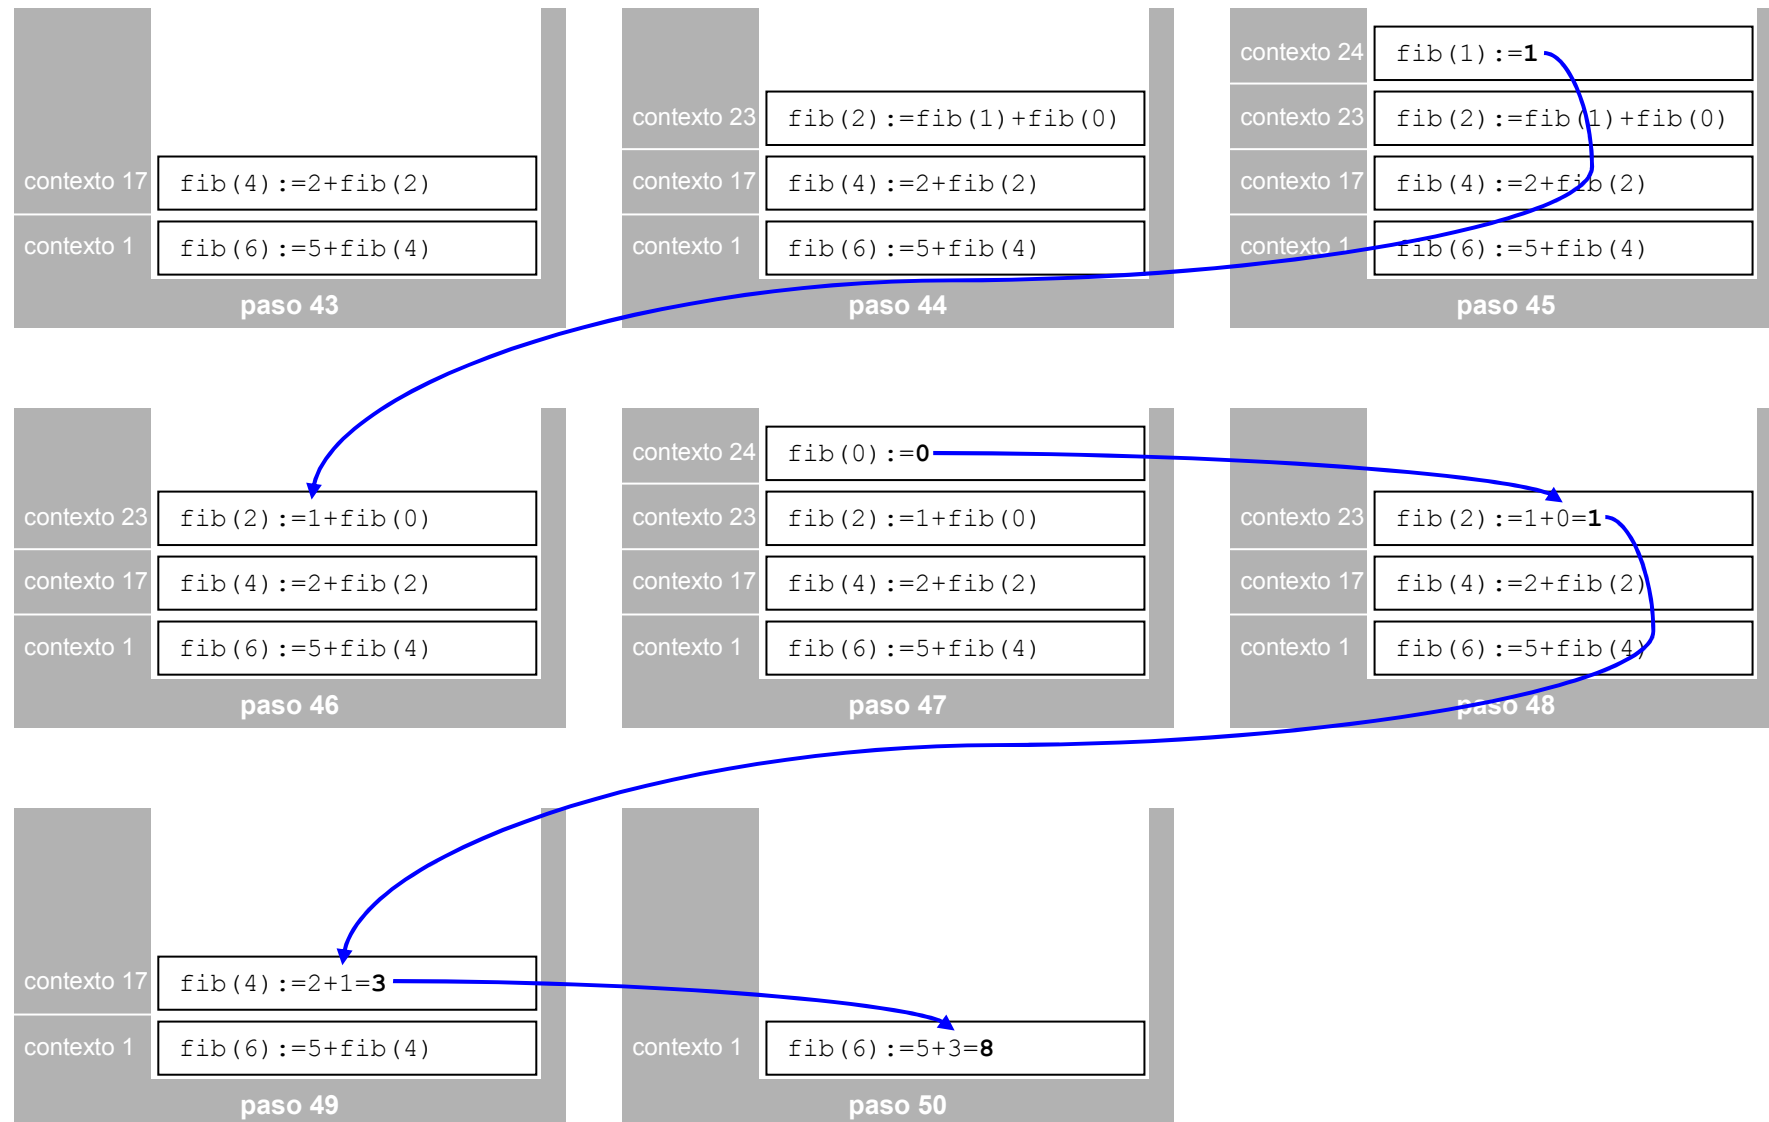 contexto 17 fib(4):=2+fib(2)
contexto 1 fib(6):=5+fib(4)
paso 43
contexto 23 fib(2):=fib(1)+fib(0)
contexto 17 fib(4):=2+fib(2)
contexto 1 fib(6):=5+fib(4)
paso 44
contexto 24 fib(1):=1
contexto 23 fib(2):=fib(1)+fib(0)
contexto 17 fib(4):=2+fib(2)
contexto 1 fib(6):=5+fib(4)
paso 45
contexto 23 fib(2):=1+fib(0)
contexto 17 fib(4):=2+fib(2)
contexto 1 fib(6):=5+fib(4)
paso 46
contexto 24 fib(0):=0
contexto 23 fib(2):=1+fib(0)
contexto 17 fib(4):=2+fib(2)
contexto 1 fib(6):=5+fib(4)
paso 47
contexto 23 fib(2):=1+0=1
contexto 17 fib(4):=2+fib(2)
contexto 1 fib(6):=5+fib(4)
paso 48
contexto 17 fib(4):=2+1=3
contexto 1 fib(6):=5+fib(4)
paso 49
contexto 1 fib(6):=5+3=8
paso 50